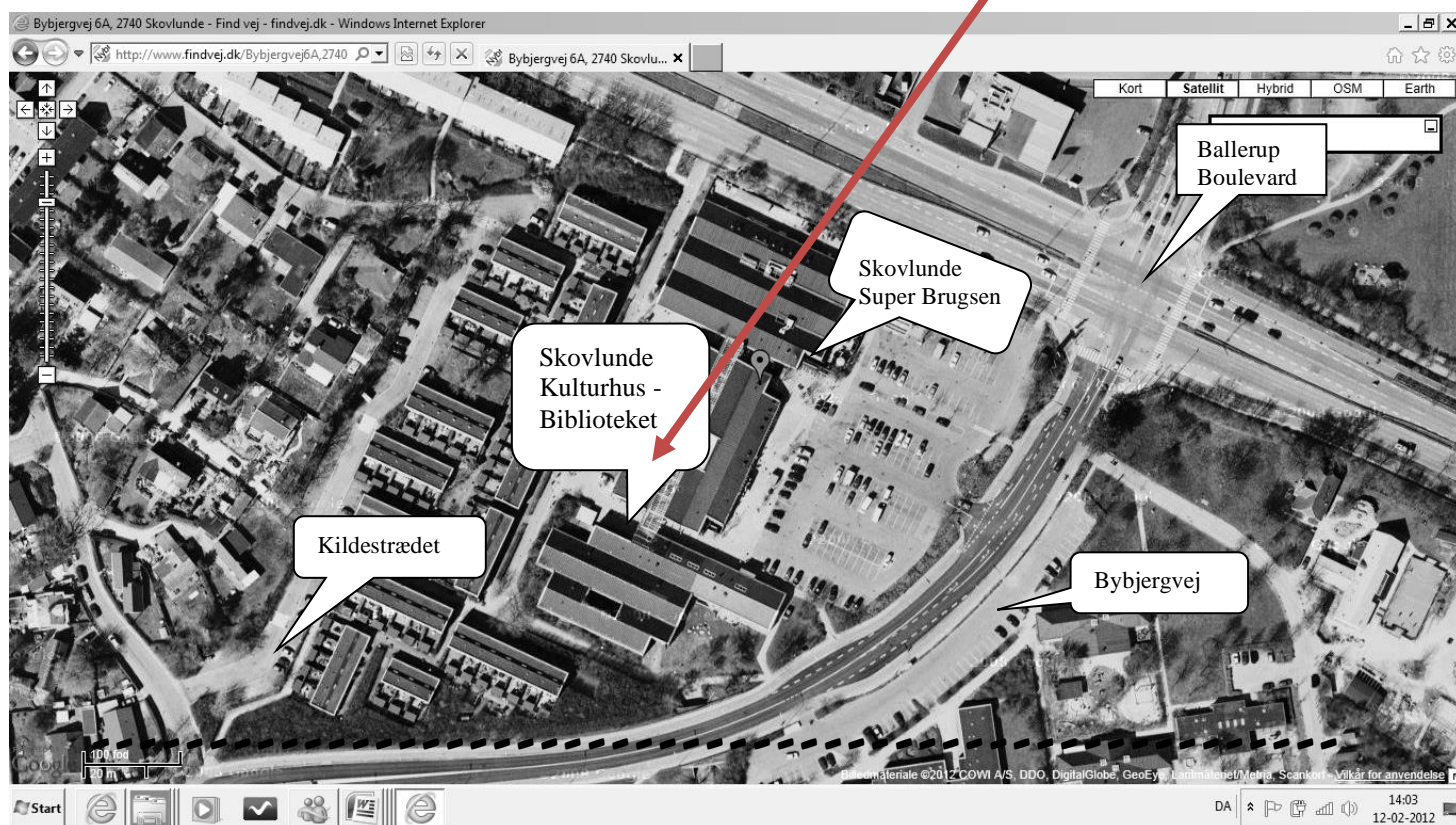 Bybjergvej 6A, 2740 Skovlunde - Find vej - findvej.dk - Windows Internet Explorer
http://www.findvej.dk/Bybjergvej6A,2740
Bybjergvej 6A, 2740 Skovlu...
Kort Satellit Hybrid OSM Earth
Ballerup
Boulevard
Skovlunde
Super Brugsen
Skovlunde
Kulturhus -
Biblioteket
Kildestrædet
Bybjergvej
100 fod
20 m
Google
Billedmateriale ©2012 COWI A/S, DDO, DigitalGlobe, GeoEye, Lantmäteriet/Metria, Scankort - Vilkår for anvendelse
Start
DA
14:03
12-02-2012